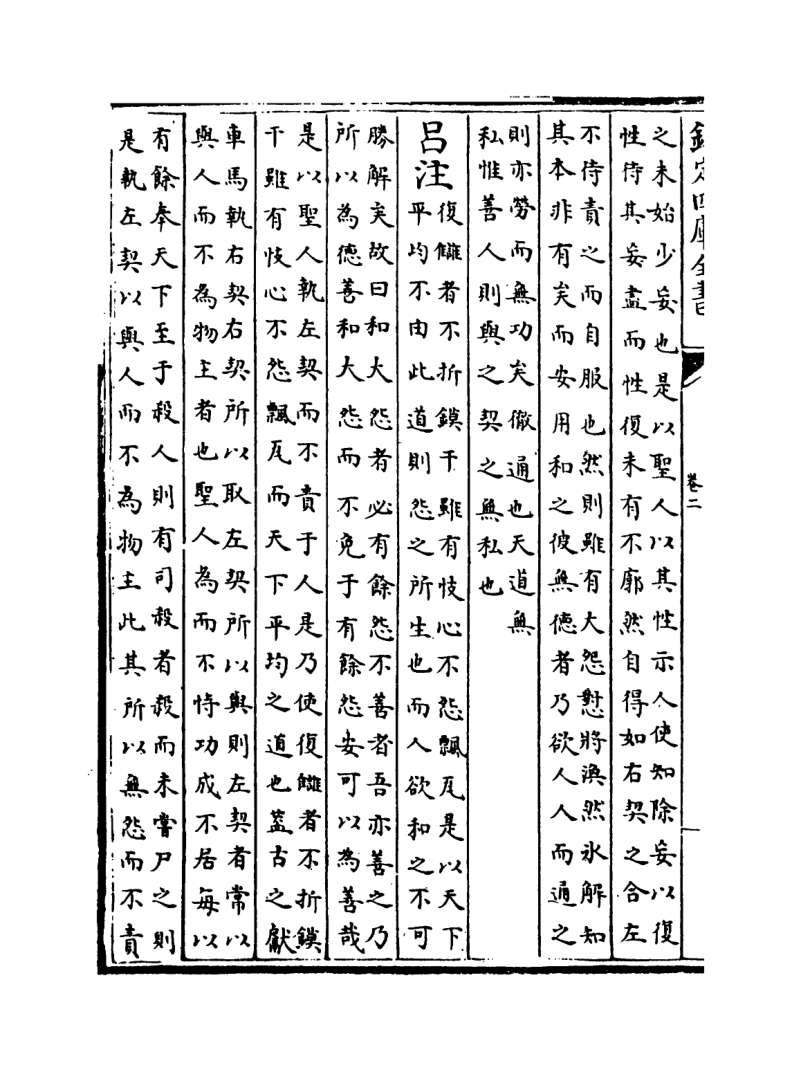 欽定四庫全書
卷二
之未始少妄也是以聖人以其性示人使知除妄以復
性待其妄盡而性復未有不廓然自得如右契之合左
不待責之而自服也然則雖有大怨懟將渙然氷解知
其本非有矣而安用和之彼無德者乃欲人人而通之
則亦勞而無功矣徹通也天道無
私惟善人則與之契之無私也
吕注
復讎者不折鏌干雖有忮心不怨飄瓦是以天下
平均不由此道則怨之所生也而人欲和之不可
勝解矣故曰和大怨者必有餘怨不善者吾亦善之乃
所以為德善和大怨而不免于有餘怨安可以為善哉
是以聖人執左契而不責于人是乃使復讎者不折鏌
干雖有忮心不怨飄瓦而天下平均之道也蓋古之獻
車馬執右契右契所以取左契所以與則左契者常以
與人而不為物主者也聖人為而不恃功成不居每以
有餘奉天下至于殺人則有司殺者殺而未嘗尸之則
是執左契以與人而不為物主此其所以無怨而不責